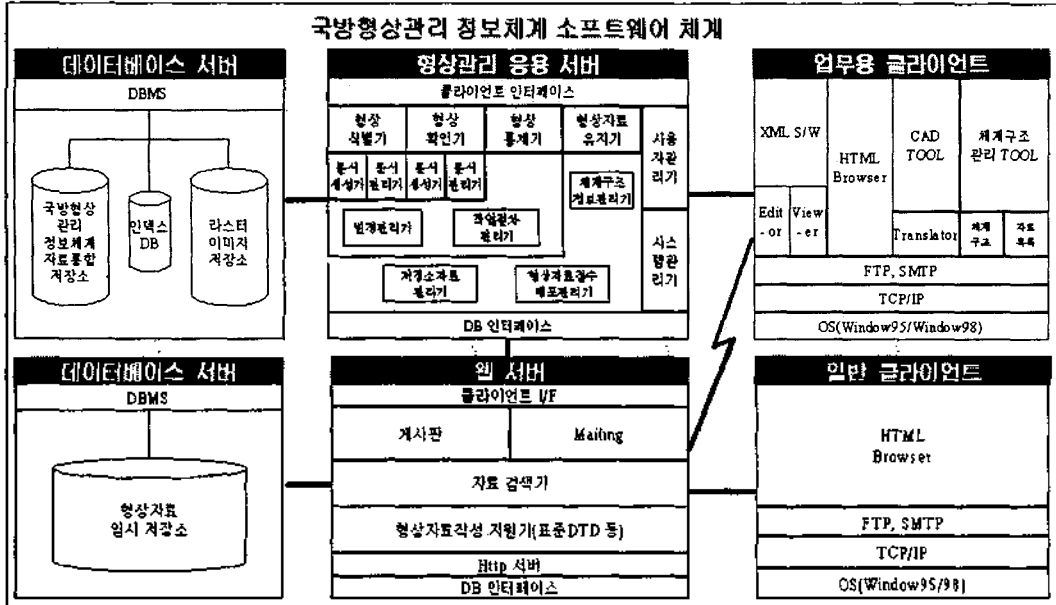 국방형상관리 정보체계 소프트웨어 체계
데이터베이스 서버
DBMS
국방형상
관리
정보체계
자료통합
저장소
인덱스
DB
라스터
이미지
저장소
형상관리 응용 서버
클라이언트 인터페이스
형상
식별기
형상
확인기
형상
통제기
형상자료
유지기
문서
생성기
문서
관리기
문서
생성기
문서
관리기
체계구조
정보관리기
변경관리기
작업절차
관리기
저장소자료
관리기
형상자료접수
배포관리기
사용
자관
리기
시스
템관
리기
DB 인터페이스
업무용 클라이언트
XML S/W
Edit
-or
View
-er
HTML
Browser
CAD
TOOL
Translator
체계구조
관리 TOOL
체계
구조
자료
목록
FTP, SMTP
TCP/IP
OS(Window95/Window98)
데이터베이스 서버
DBMS
형상자료
임시 저장소
웹 서버
클라이언트 I/F
게시판
Mailing
자료 검색기
형상자료작성 지원기(표준DTD 등)
Http 서버
DB 인터페이스
일반 클라이언트
HTML
Browser
FTP, SMTP
TCP/IP
OS(Window95/98)